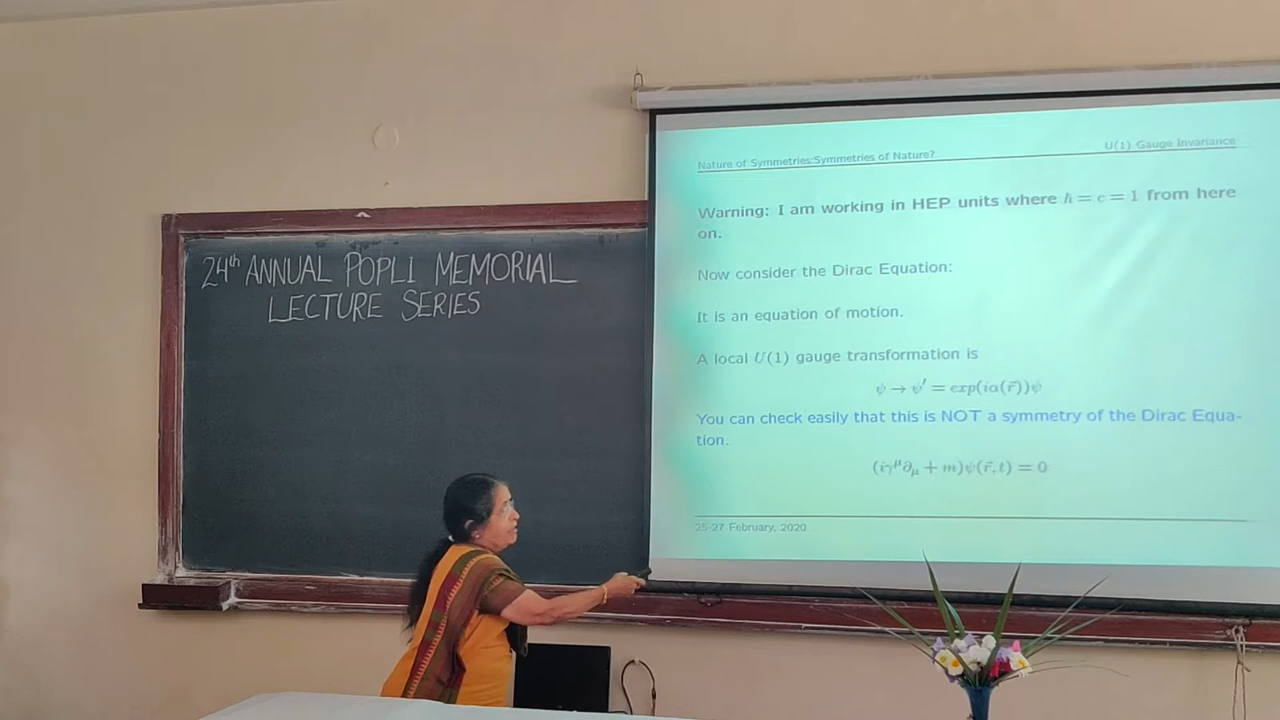 24th ANNUAL POPLI MEMORIAL
LECTURE SERIES
Nature of Symmetries:Symmetries of Nature?
U(1) Gauge Invariance
Warning: I am working in HEP units where ℏ = c = 1 from here
on.
Now consider the Dirac Equation:
It is an equation of motion.
A local U(1) gauge transformation is
ψ → ψ′ = exp(iα(r⃗))ψ
You can check easily that this is NOT a symmetry of the Dirac Equa-
tion.
(iγ^μ∂_μ + m)ψ(r⃗, t) = 0
25-27 February, 2020